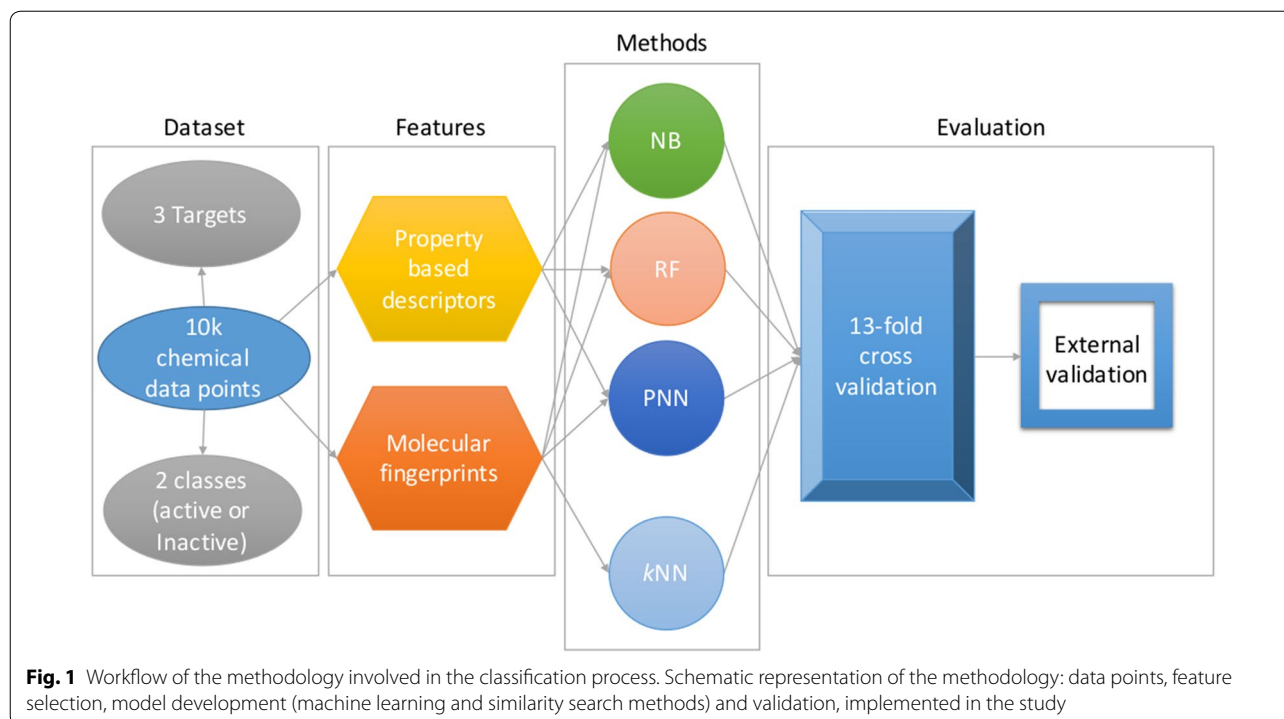 Methods
Dataset
Features
Evaluation
3 Targets
10k
chemical
data points
2 classes
(active or
Inactive)
Property
based
descriptors
Molecular
fingerprints
NB
RF
PNN
kNN
13-fold
cross
validation
External
validation
Fig. 1 Workflow of the methodology involved in the classification process. Schematic representation of the methodology: data points, feature
selection, model development (machine learning and similarity search methods) and validation, implemented in the study